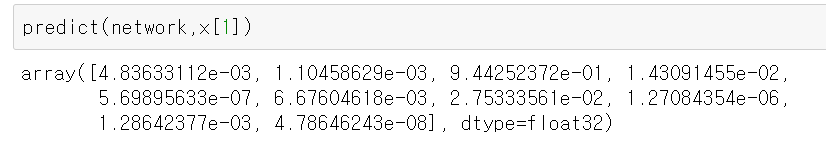 predict(network,x[1])
array([4.83633112e-03, 1.10458629e-03, 9.44252372e-01, 1.43091455e-02,
5.69895633e-07, 6.67604618e-03, 2.75333561e-02, 1.27084354e-06,
1.28642377e-03, 4.78646243e-08], dtype=float32)